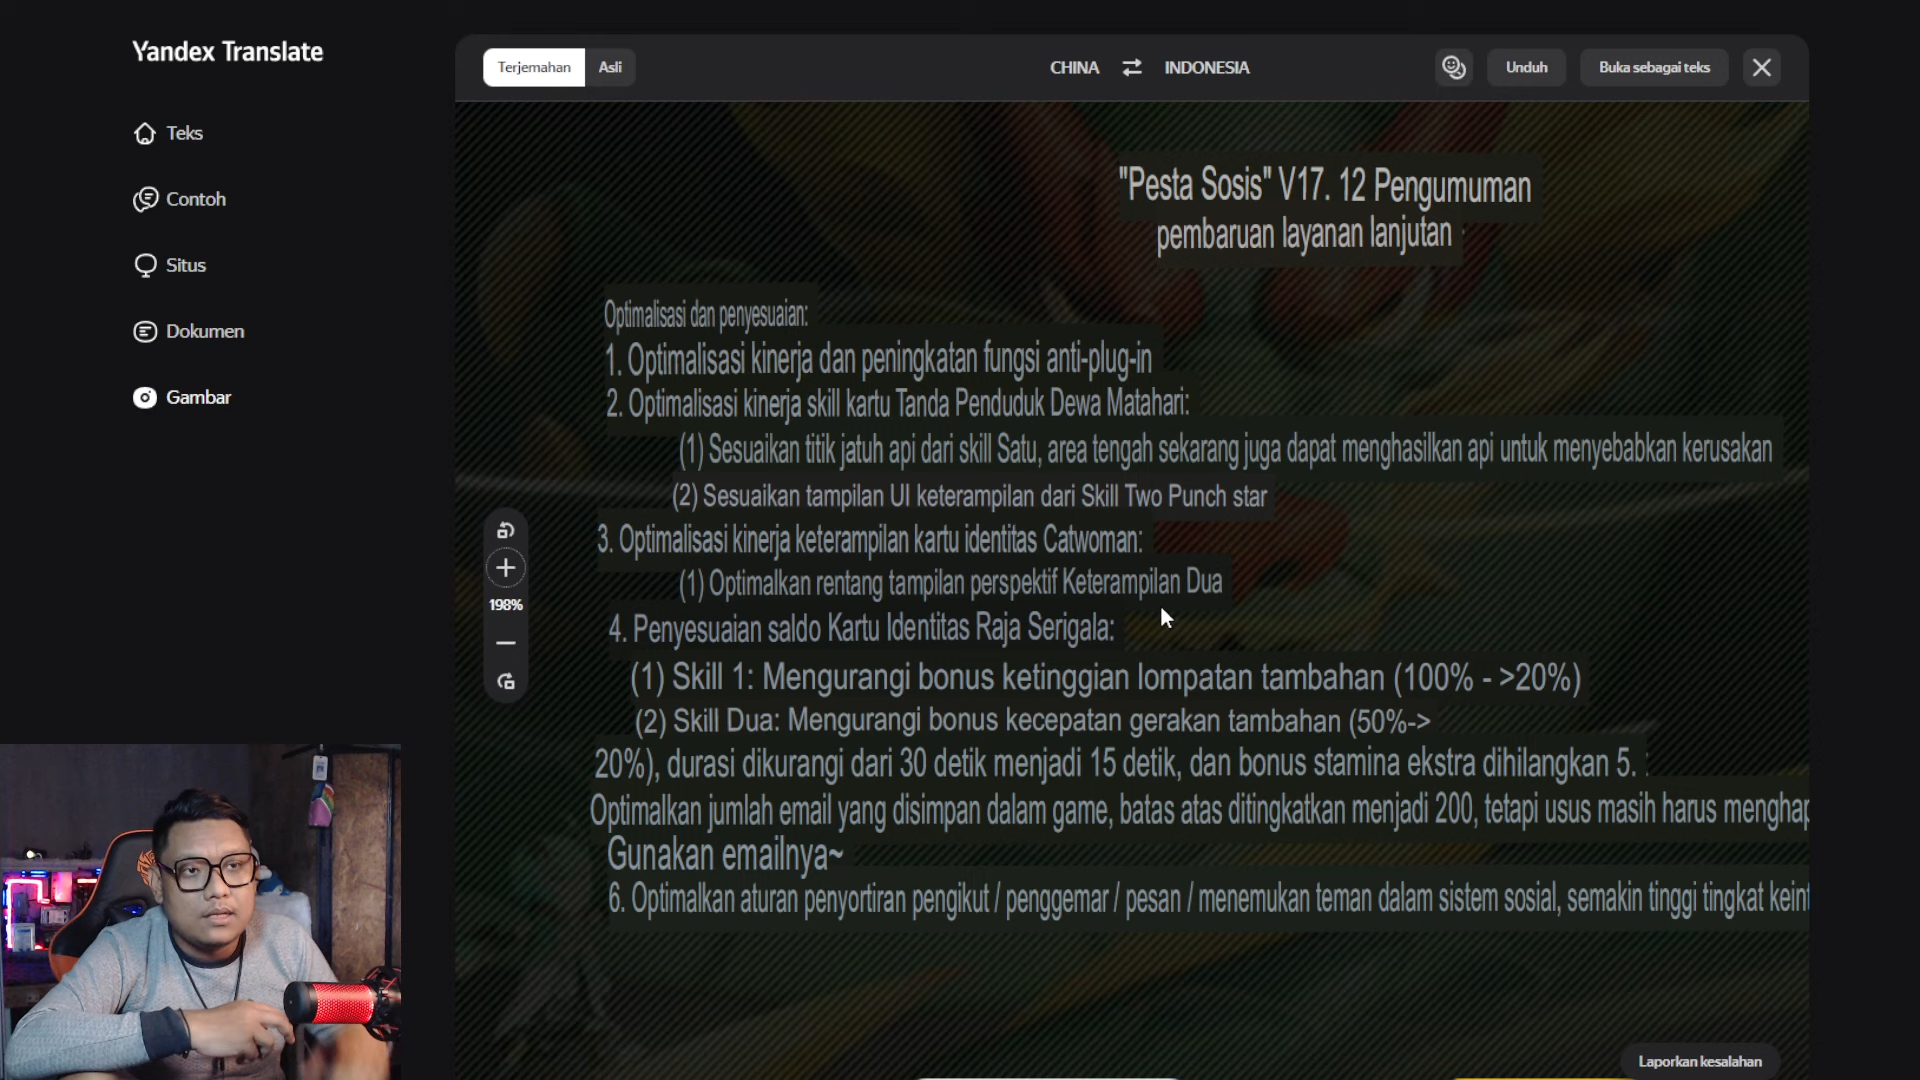 Yandex Translate
Teks
Contoh
Situs
Dokumen
Gambar
Terjemahan
Asli
CHINA
INDONESIA
Unduh
Buka sebagai teks
"Pesta Sosis" V17. 12 Pengumuman
pembaruan layanan lanjutan
Optimalisasi dan penyesuaian:
1. Optimalisasi kinerja dan peningkatan fungsi anti-plug-in
2. Optimalisasi kinerja skill kartu Tanda Penduduk Dewa Matahari:
(1) Sesuaikan titik jatuh api dari skill Satu, area tengah sekarang juga dapat menghasilkan api untuk menyebabkan kerusakan
(2) Sesuaikan tampilan UI keterampilan dari Skill Two Punch star
3. Optimalisasi kinerja keterampilan kartu identitas Catwoman:
(1) Optimalkan rentang tampilan perspektif Keterampilan Dua
4. Penyesuaian saldo Kartu Identitas Raja Serigala:
(1) Skill 1: Mengurangi bonus ketinggian lompatan tambahan (100% - >20%)
(2) Skill Dua: Mengurangi bonus kecepatan gerakan tambahan (50%->
20%), durasi dikurangi dari 30 detik menjadi 15 detik, dan bonus stamina ekstra dihilangkan 5. :
Optimalkan jumlah email yang disimpan dalam game, batas atas ditingkatkan menjadi 200, tetapi usus masih harus menghap
Gunakan emailnya~
6. Optimalkan aturan penyortiran pengikut / penggemar / pesan / menemukan teman dalam sistem sosial, semakin tinggi tingkat keint
198%
Laporkan kesalahan